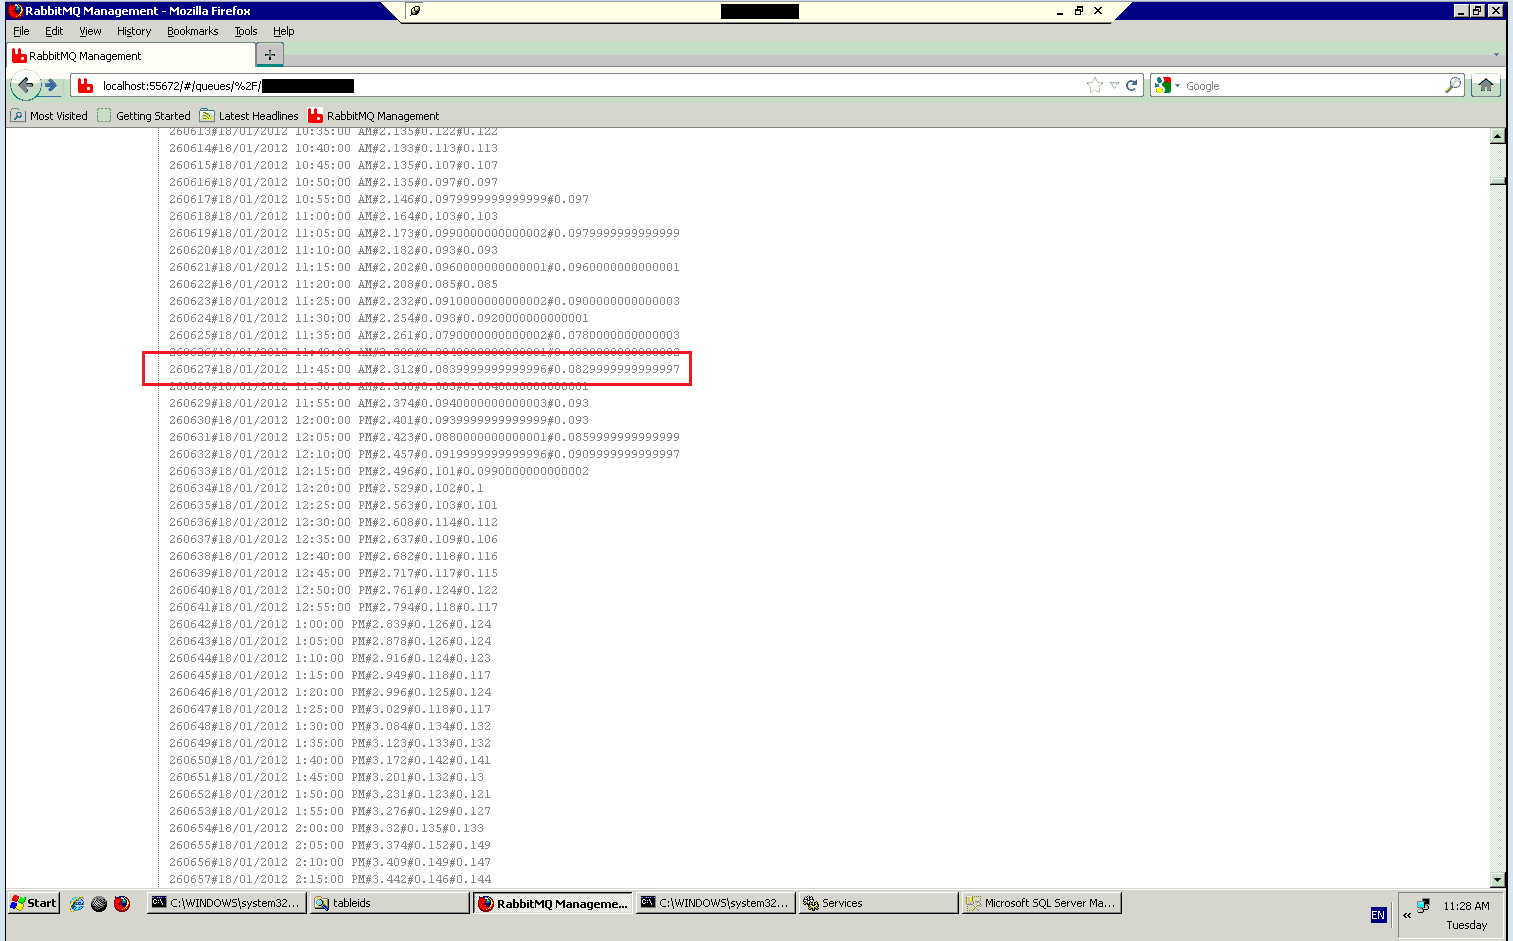 RabbitMQ Management - Mozilla Firefox
File Edit View History Bookmarks Tools Help
RabbitMQ Management
localhost:55672/#/queues/%2F/
Google
Most Visited Getting Started Latest Headlines RabbitMQ Management
260613#18/01/2012 10:35:00 AM#2.135#0.122#0.122
260614#18/01/2012 10:40:00 AM#2.133#0.113#0.113
260615#18/01/2012 10:45:00 AM#2.135#0.107#0.107
260616#18/01/2012 10:50:00 AM#2.135#0.097#0.097
260617#18/01/2012 10:55:00 AM#2.146#0.0979999999999999#0.097
260618#18/01/2012 11:00:00 AM#2.164#0.103#0.103
260619#18/01/2012 11:05:00 AM#2.173#0.0990000000000002#0.0979999999999999
260620#18/01/2012 11:10:00 AM#2.182#0.093#0.093
260621#18/01/2012 11:15:00 AM#2.202#0.0960000000000001#0.0960000000000001
260622#18/01/2012 11:20:00 AM#2.208#0.085#0.085
260623#18/01/2012 11:25:00 AM#2.232#0.0910000000000002#0.0900000000000003
260624#18/01/2012 11:30:00 AM#2.254#0.093#0.0920000000000001
260625#18/01/2012 11:35:00 AM#2.261#0.0790000000000002#0.0780000000000003
260626#18/01/2012 11:40:00
260627#18/01/2012 11:45:00 AM#2.312#0.0839999999999996#0.0829999999999997
260628#18/01/2012 11:50:00
260629#18/01/2012 11:55:00 AM#2.374#0.0940000000000003#0.093
260630#18/01/2012 12:00:00 PM#2.401#0.0939999999999999#0.093
260631#18/01/2012 12:05:00 PM#2.423#0.0880000000000001#0.0859999999999999
260632#18/01/2012 12:10:00 PM#2.457#0.0919999999999996#0.0909999999999997
260633#18/01/2012 12:15:00 PM#2.496#0.101#0.0990000000000002
260634#18/01/2012 12:20:00 PM#2.529#0.102#0.1
260635#18/01/2012 12:25:00 PM#2.563#0.103#0.101
260636#18/01/2012 12:30:00 PM#2.608#0.114#0.112
260637#18/01/2012 12:35:00 PM#2.637#0.109#0.106
260638#18/01/2012 12:40:00 PM#2.682#0.118#0.116
260639#18/01/2012 12:45:00 PM#2.717#0.117#0.115
260640#18/01/2012 12:50:00 PM#2.761#0.124#0.122
260641#18/01/2012 12:55:00 PM#2.794#0.118#0.117
260642#18/01/2012 1:00:00 PM#2.839#0.126#0.124
260643#18/01/2012 1:05:00 PM#2.878#0.126#0.124
260644#18/01/2012 1:10:00 PM#2.916#0.124#0.123
260645#18/01/2012 1:15:00 PM#2.949#0.118#0.117
260646#18/01/2012 1:20:00 PM#2.996#0.125#0.124
260647#18/01/2012 1:25:00 PM#3.029#0.118#0.117
260648#18/01/2012 1:30:00 PM#3.084#0.134#0.132
260649#18/01/2012 1:35:00 PM#3.123#0.133#0.132
260650#18/01/2012 1:40:00 PM#3.172#0.142#0.141
260651#18/01/2012 1:45:00 PM#3.201#0.132#0.13
260652#18/01/2012 1:50:00 PM#3.231#0.123#0.121
260653#18/01/2012 1:55:00 PM#3.276#0.129#0.127
260654#18/01/2012 2:00:00 PM#3.32#0.135#0.133
260655#18/01/2012 2:05:00 PM#3.374#0.152#0.149
260656#18/01/2012 2:10:00 PM#3.409#0.149#0.147
260657#18/01/2012 2:15:00 PM#3.442#0.146#0.144
Start C:\WINDOWS\system32... tableids RabbitMQ Manageme... C:\WINDOWS\system32... Services Microsoft SQL Server Ma...
EN « 11:28 AM
Tuesday